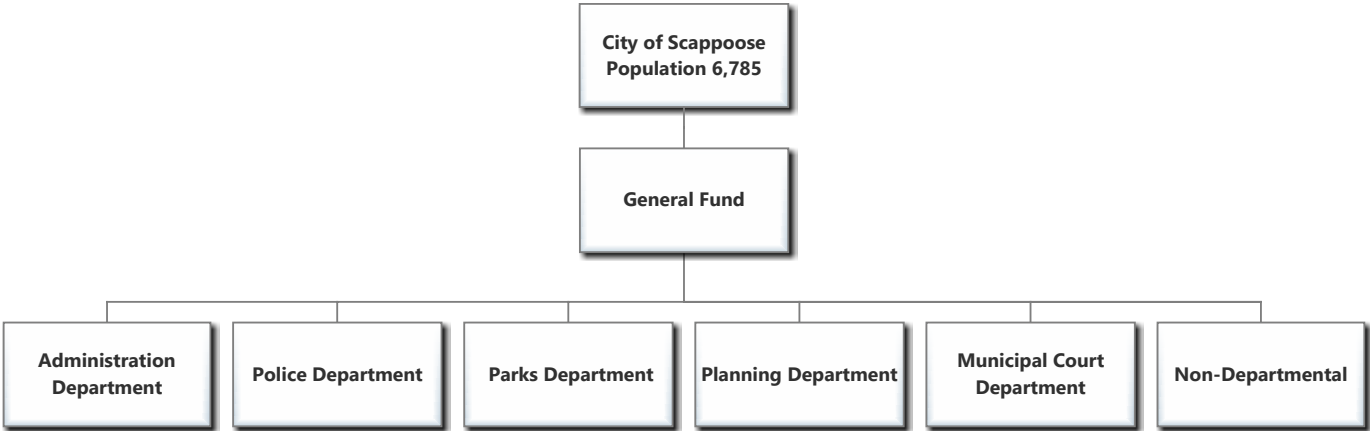 City of Scappoose
Population 6,785
General Fund
Administration
Department
Police Department
Parks Department
Planning Department
Municipal Court
Department
Non-Departmental